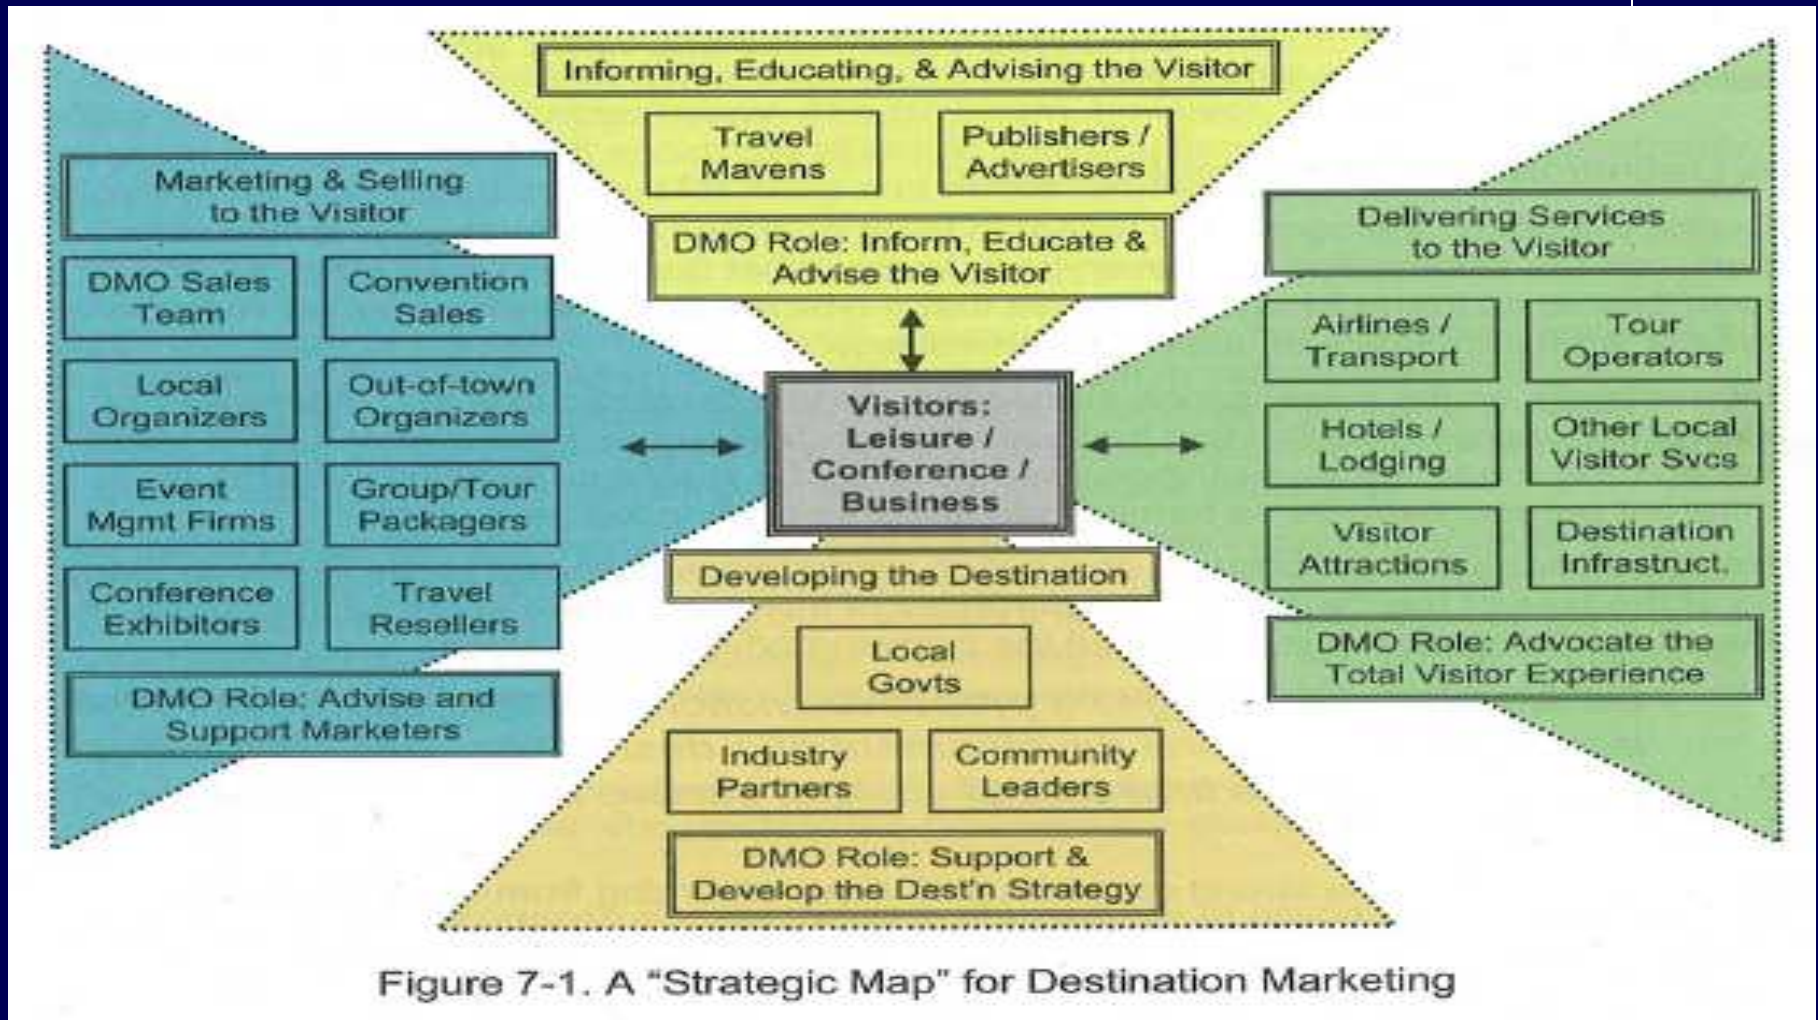 Informing, Educating, & Advising the Visitor
Travel
Mavens
Publishers /
Advertisers
DMO Role: Inform, Educate &
Advise the Visitor
Marketing & Selling
to the Visitor
DMO Sales
Team
Convention
Sales
Local
Organizers
Out-of-town
Organizers
Event
Mgmt Firms
Group/Tour
Packagers
Conference
Exhibitors
Travel
Resellers
DMO Role: Advise and
Support Marketers
Visitors:
Leisure /
Conference /
Business
Delivering Services
to the Visitor
Airlines /
Transport
Tour
Operators
Hotels /
Lodging
Other Local
Visitor Svcs
Visitor
Attractions
Destination
Infrastruct.
DMO Role: Advocate the
Total Visitor Experience
Developing the Destination
Local
Govts
Industry
Partners
Community
Leaders
DMO Role: Support &
Develop the Dest'n Strategy
Figure 7-1. A “Strategic Map” for Destination Marketing